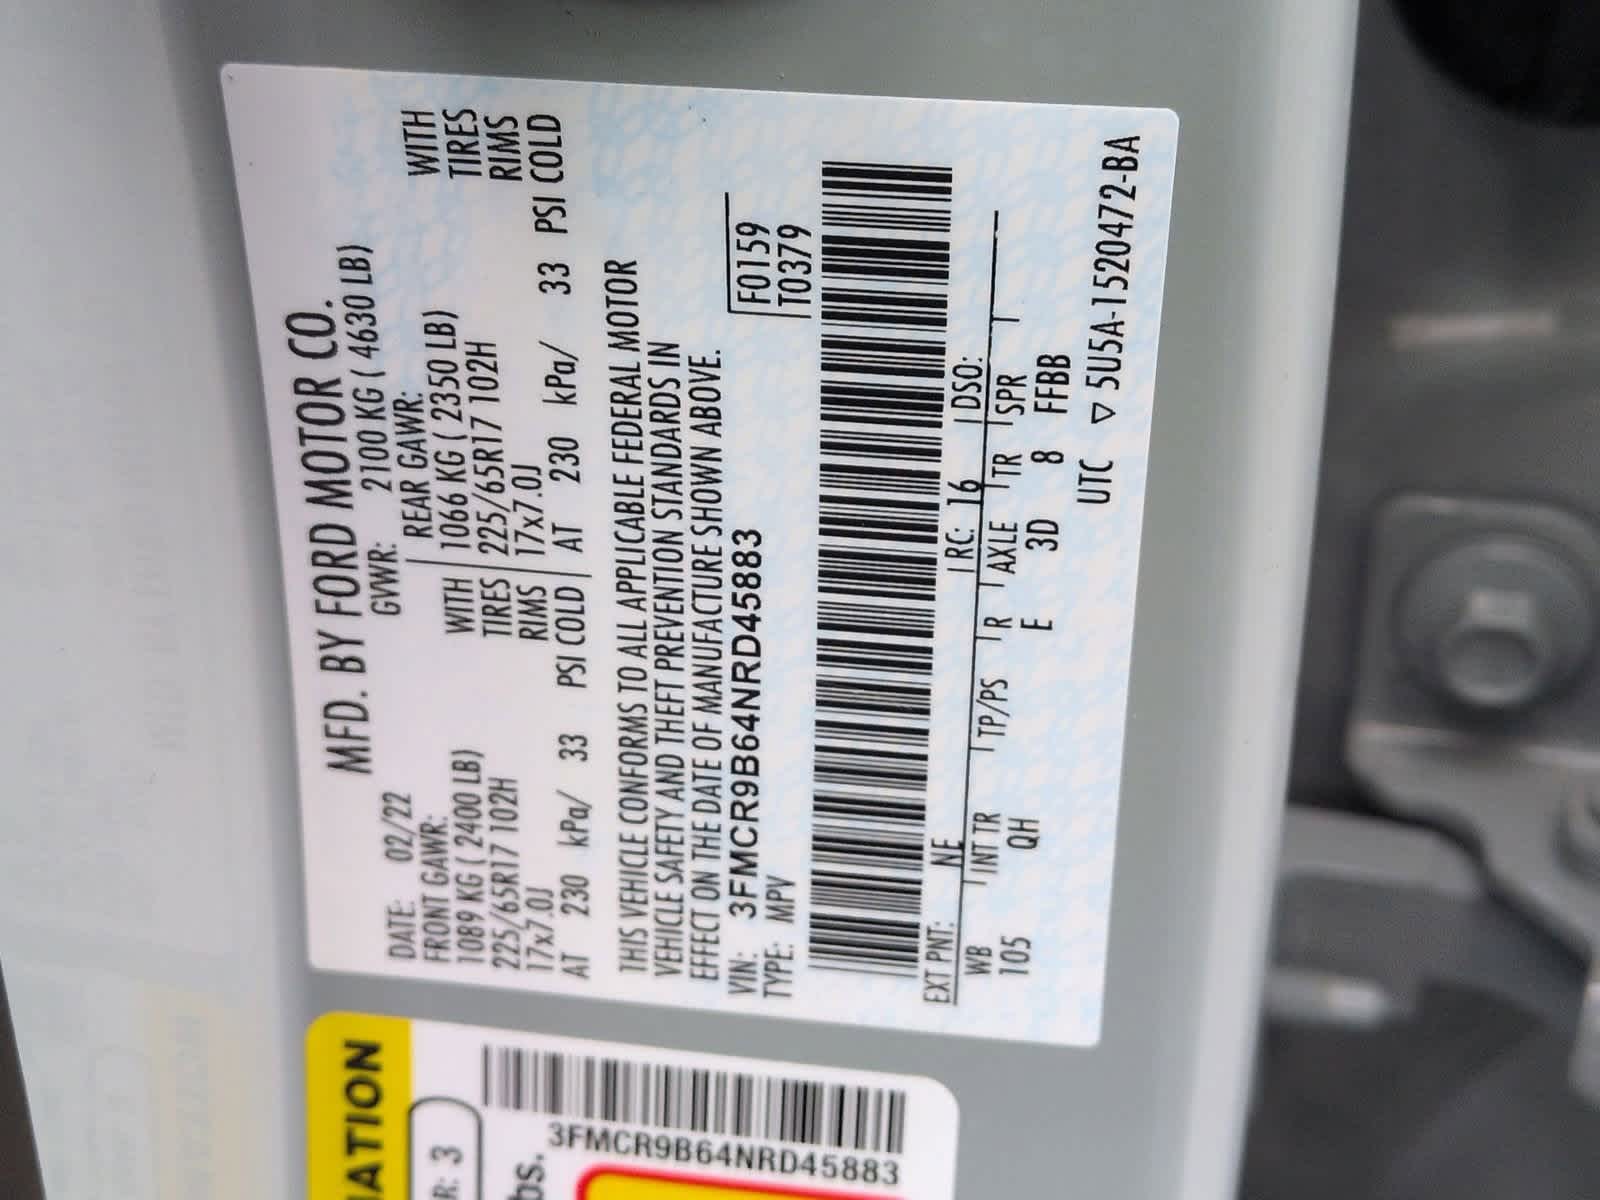 MFD. BY FORD MOTOR CO.
DATE: 02/22 GVWR: 2100 KG ( 4630 LB)
FRONT GAWR: REAR GAWR:
1089 KG ( 2400 LB) WITH 1066 KG ( 2350 LB) WITH
225/65R17 102H TIRES 225/65R17 102H TIRES
17x7.0J RIMS 17x7.0J RIMS
AT 230 kPa/ 33 PSI COLD AT 230 kPa/ 33 PSI COLD
THIS VEHICLE CONFORMS TO ALL APPLICABLE FEDERAL MOTOR
VEHICLE SAFETY AND THEFT PREVENTION STANDARDS IN
EFFECT ON THE DATE OF MANUFACTURE SHOWN ABOVE.
VIN: 3FMCR9B64NRD45883 F0159
TYPE: MPV T0379
EXT PNT: NE RC: 16 DSO:
WB INT TR TP/PS R AXLE TR SPR
105 QH E 3D 8 FFBB
UTC ▽ 5U5A-1520472-BA
MATION
R: 3
bs.
3FMCR9B64NRD45883